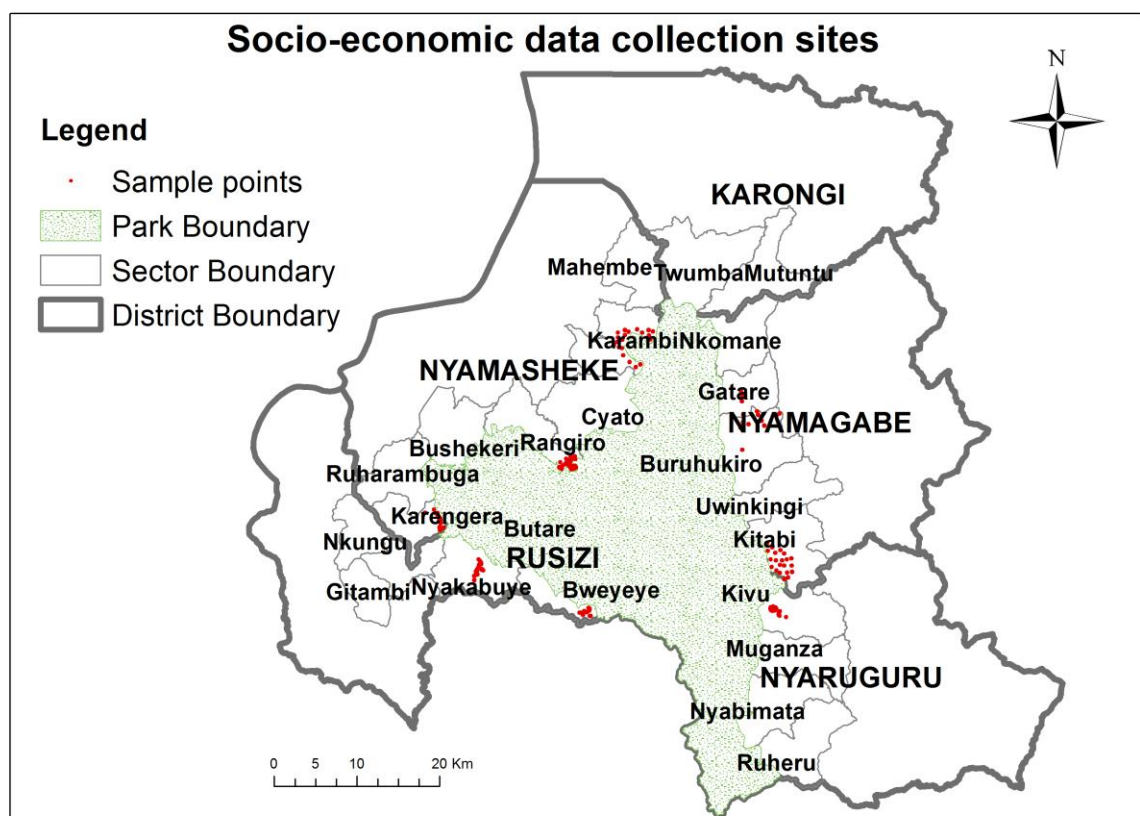 Socio-economic data collection sites
N
Legend
Sample points
Park Boundary
Sector Boundary
District Boundary
KARONGI
Mahembe
Twumba
Mutuntu
Karambi
Nkomane
NYAMASHEKE
Gatare
Cyato
NYAMAGABE
Bushekeri
Rangiro
Buruhukiro
Ruharambuga
Uwinkingi
Karengera
Butare
Nkungu
Kitabi
RUSIZI
Gitambi
Nyakabuye
Bweyeye
Kivu
Muganza
NYARUGURU
Nyabimata
Ruheru
0 5 10 20 Km